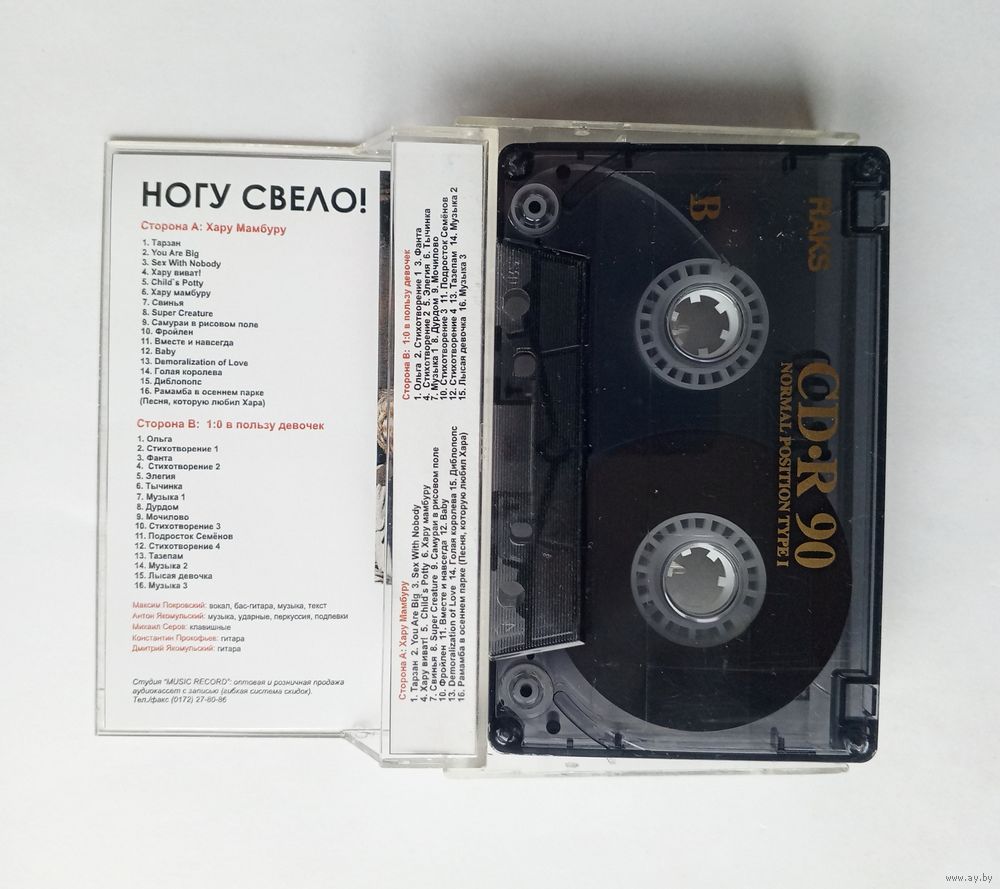 НОГУ СВЕЛО!
Сторона А: Хару Мамбуру
1. Тарзан
2. You Are Big
3. Sex With Nobody
4. Хару виват!
5. Child`s Potty
6. Хару мамбуру
7. Свинья
8. Super Creature
9. Самураи в рисовом поле
10. Фройлен
11. Вместе и навсегда
12. Baby
13. Demoralization of Love
14. Голая королева
15. Диблопопс
16. Рамамба в осеннем парке
(Песня, которую любил Хара)
Сторона В: 1:0 в пользу девочек
1. Ольга
2. Стихотворение 1
3. Фанта
4. Стихотворение 2
5. Элегия
6. Тычинка
7. Музыка 1
8. Дурдом
9. Мочилово
10. Стихотворение 3
11. Подросток Семёнов
12. Стихотворение 4
13. Тазепам
14. Музыка 2
15. Лысая девочка
16. Музыка 3
Максим Покровский: вокал, бас-гитара, музыка, текст
Антон Якомульский: музыка, ударные, перкуссия, подпевки
Михаил Серов: клавишные
Константин Прокофьев: гитара
Дмитрий Якомульский: гитара
Студия "MUSIC RECORD": оптовая и розничная продажа
аудиокассет с записью (гибкая система скидок).
Тел./факс (0172) 27-80-86
Сторона А: Хару Мамбуру
1. Тарзан 2. You Are Big 3. Sex With Nobody
4. Хару виват! 5. Child`s Potty 6. Хару мамбуру
7. Свинья 8. Super Creature 9. Самураи в рисовом поле
10. Фройлен 11. Вместе и навсегда 12. Baby
13. Demoralization of Love 14. Голая королева 15. Диблопопс
16. Рамамба в осеннем парке (Песня, которую любил Хара)
Сторона В: 1:0 в пользу девочек
1. Ольга 2. Стихотворение 1 3. Фанта
4. Стихотворение 2 5. Элегия 6. Тычинка
7. Музыка 1 8. Дурдом 9. Мочилово
10. Стихотворение 3 11. Подросток Семёнов
12. Стихотворение 4 13. Тазепам 14. Музыка 2
15. Лысая девочка 16. Музыка 3
B
RAKS
CD•R 90
NORMAL POSITION TYPE I
www.ay.by